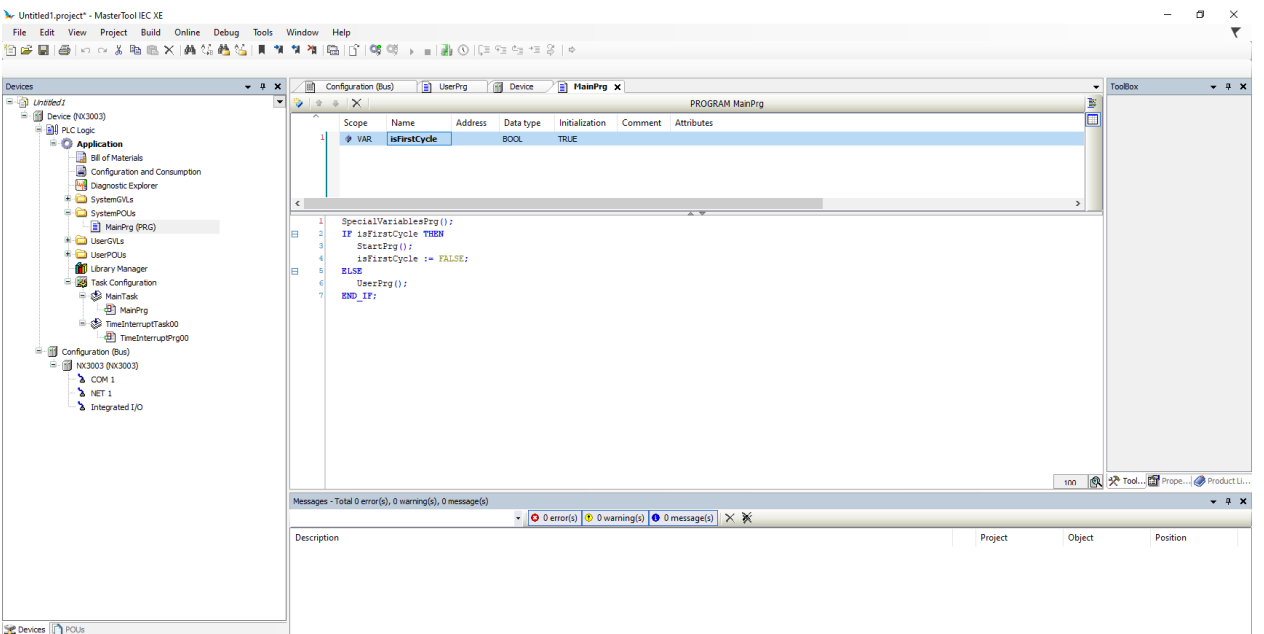 Untitled1.project* - MasterTool IEC XE
File Edit View Project Build Online Debug Tools Window Help
Devices
Untitled1
Device (NX3003)
PLC Logic
Application
Bill of Materials
Configuration and Consumption
Diagnostic Explorer
SystemGVLs
SystemPOUs
MainPrg (PRG)
UserGVLs
UserPOUs
Library Manager
Task Configuration
MainTask
MainPrg
TimeInterruptTask00
TimeInterruptPrg00
Configuration (Bus)
NX3003 (NX3003)
COM 1
NET 1
Integrated I/O
Devices POUs
Configuration (Bus) UserPrg Device MainPrg
PROGRAM MainPrg
Scope Name Address Data type Initialization Comment Attributes
1 VAR isFirstCycle BOOL TRUE
1 SpecialVariablesPrg();
2 IF isFirstCycle THEN
3 StartPrg();
4 isFirstCycle := FALSE;
5 ELSE
6 UserPrg();
7 END_IF;
100
ToolBox
Tool... Prope... Product Li...
Messages - Total 0 error(s), 0 warning(s), 0 message(s)
0 error(s) 0 warning(s) 0 message(s)
Description Project Object Position